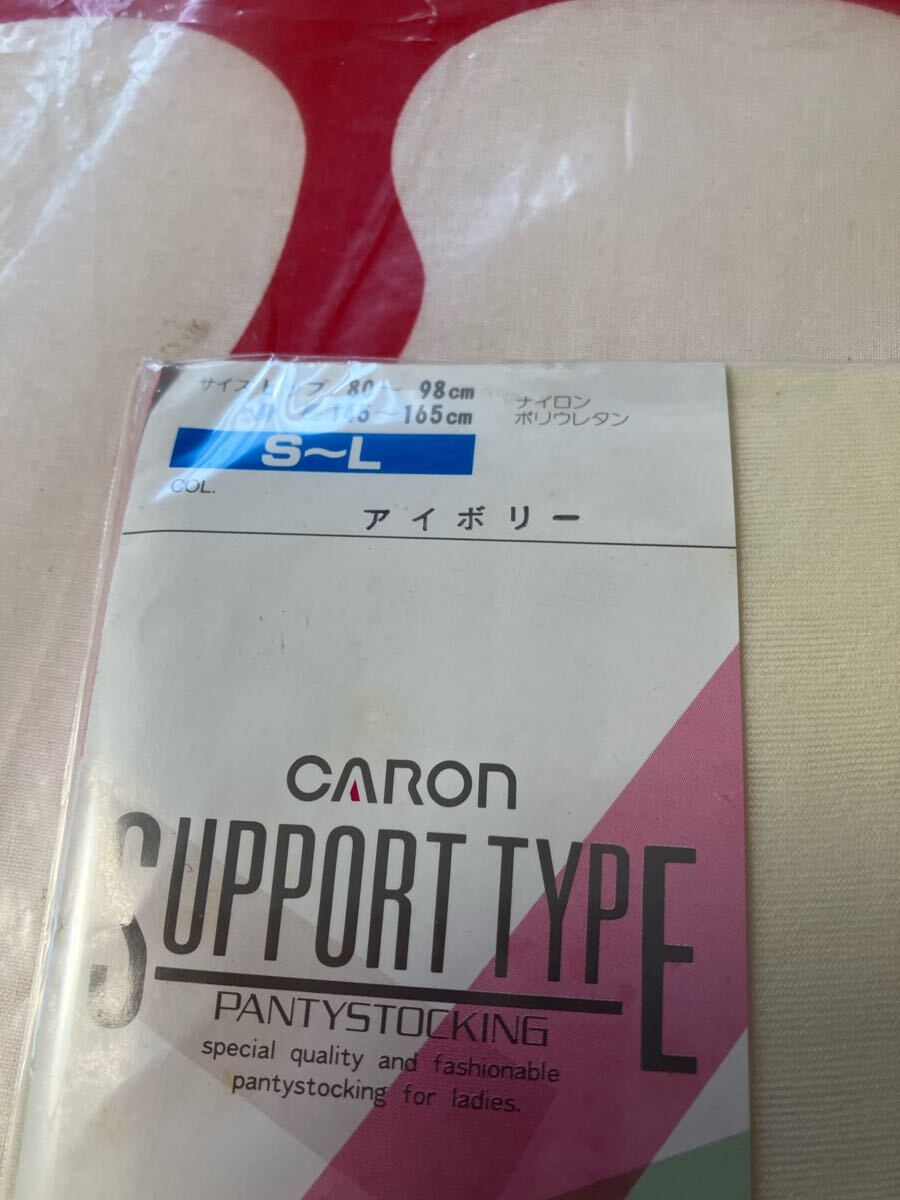 サイズ ヒップ 80～98cm
145～165cm
ナイロン
ポリウレタン
S〜L
COL.
アイボリー
CARON
SUPPORT TYPE
PANTYSTOCKING
special quality and fashionable
pantystocking for ladies.